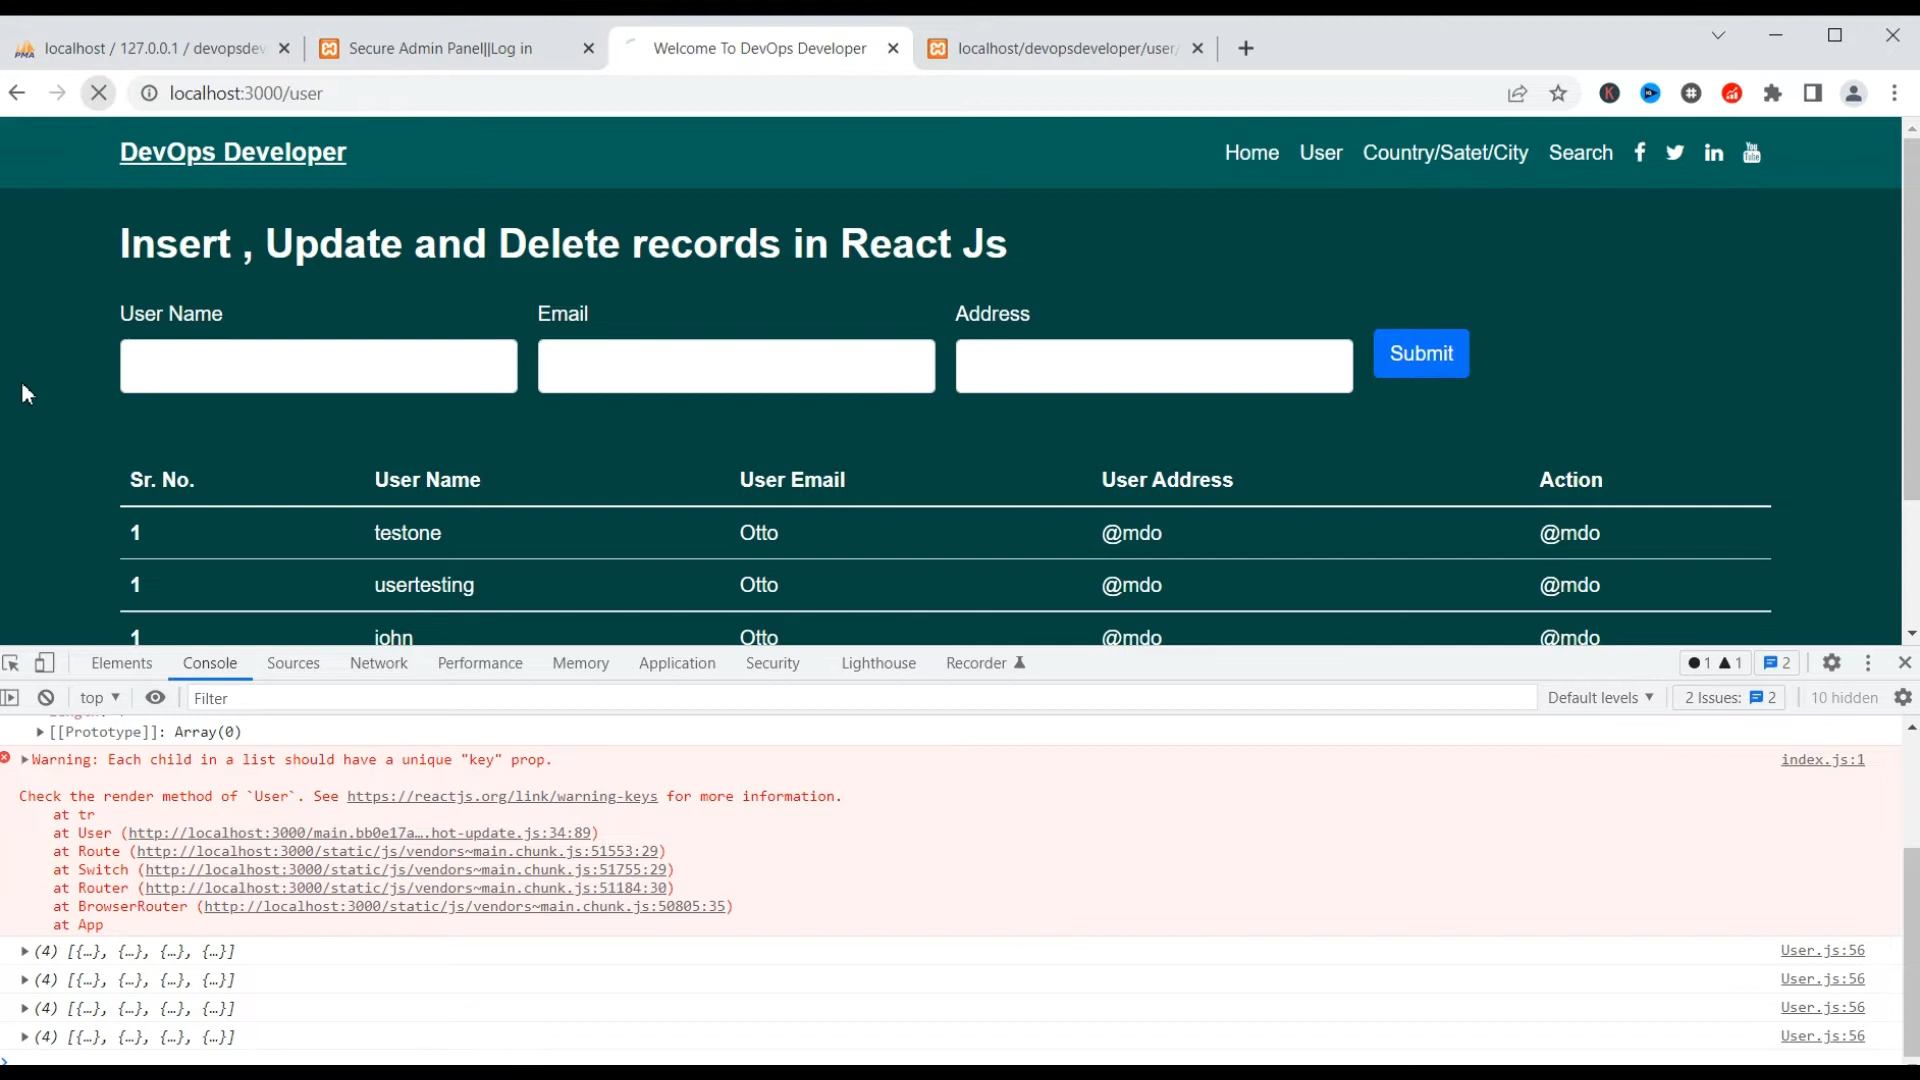 localhost / 127.0.0.1 / devopsdev
Secure Admin Panel||Log in
Welcome To DevOps Developer
localhost/devopsdeveloper/user/
localhost:3000/user
DevOps Developer
Home User Country/Satet/City Search
You
Insert , Update and Delete records in React Js
User Name Email Address
Submit
Sr. No. User Name User Email User Address Action
1 testone Otto @mdo @mdo
1 usertesting Otto @mdo @mdo
1 john Otto @mdo @mdo
Elements Console Sources Network Performance Memory Application Security Lighthouse Recorder 1 1 2
top Filter Default levels 2 Issues: 2 10 hidden
[[Prototype]]: Array(0)
Warning: Each child in a list should have a unique "key" prop. index.js:1
Check the render method of `User`. See https://reactjs.org/link/warning-keys for more information.
at tr
at User (http://localhost:3000/main.bb0e17a….hot-update.js:34:89)
at Route (http://localhost:3000/static/js/vendors~main.chunk.js:51553:29)
at Switch (http://localhost:3000/static/js/vendors~main.chunk.js:51755:29)
at Router (http://localhost:3000/static/js/vendors~main.chunk.js:51184:30)
at BrowserRouter (http://localhost:3000/static/js/vendors~main.chunk.js:50805:35)
at App
(4) [{…}, {…}, {…}, {…}] User.js:56
(4) [{…}, {…}, {…}, {…}] User.js:56
(4) [{…}, {…}, {…}, {…}] User.js:56
(4) [{…}, {…}, {…}, {…}] User.js:56